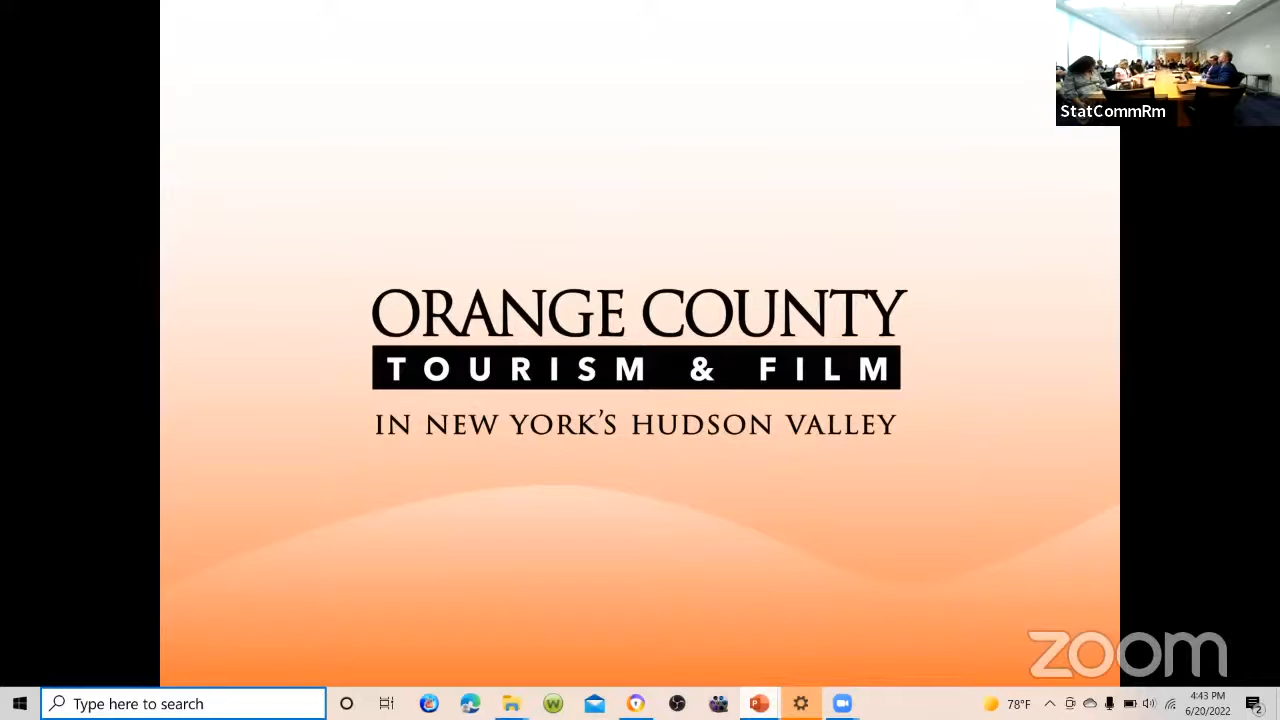 StatCommRm
ORANGE COUNTY
TOURISM & FILM
IN NEW YORK'S HUDSON VALLEY
zoom
Type here to search
78°F
4:43 PM
6/20/2022
2